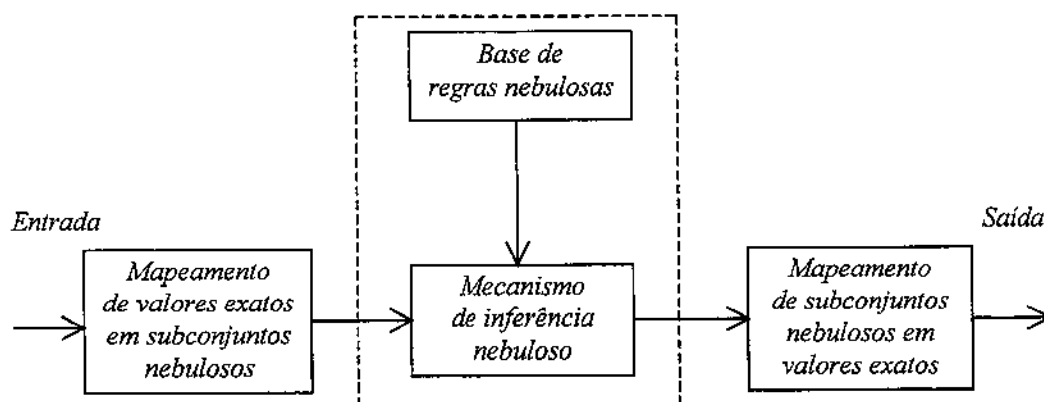 Base de
regras nebulosas
Entrada
Saída
Mapeamento
de valores exatos
em subconjuntos
nebulosos
Mecanismo
de inferência
nebuloso
Mapeamento
de subconjuntos
nebulosos em
valores exatos